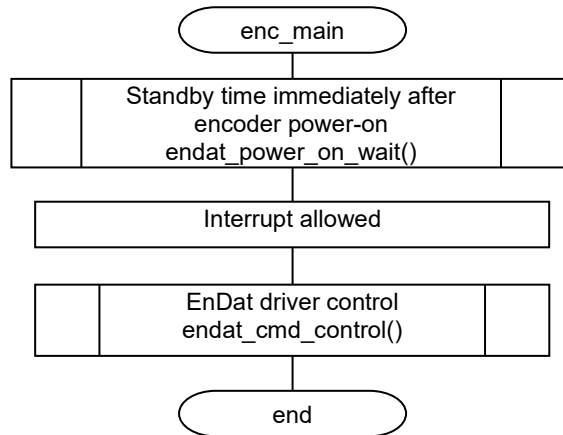 enc_main
Standby time immediately after
encoder power-on
endat_power_on_wait()
Interrupt allowed
EnDat driver control
endat_cmd_control()
end